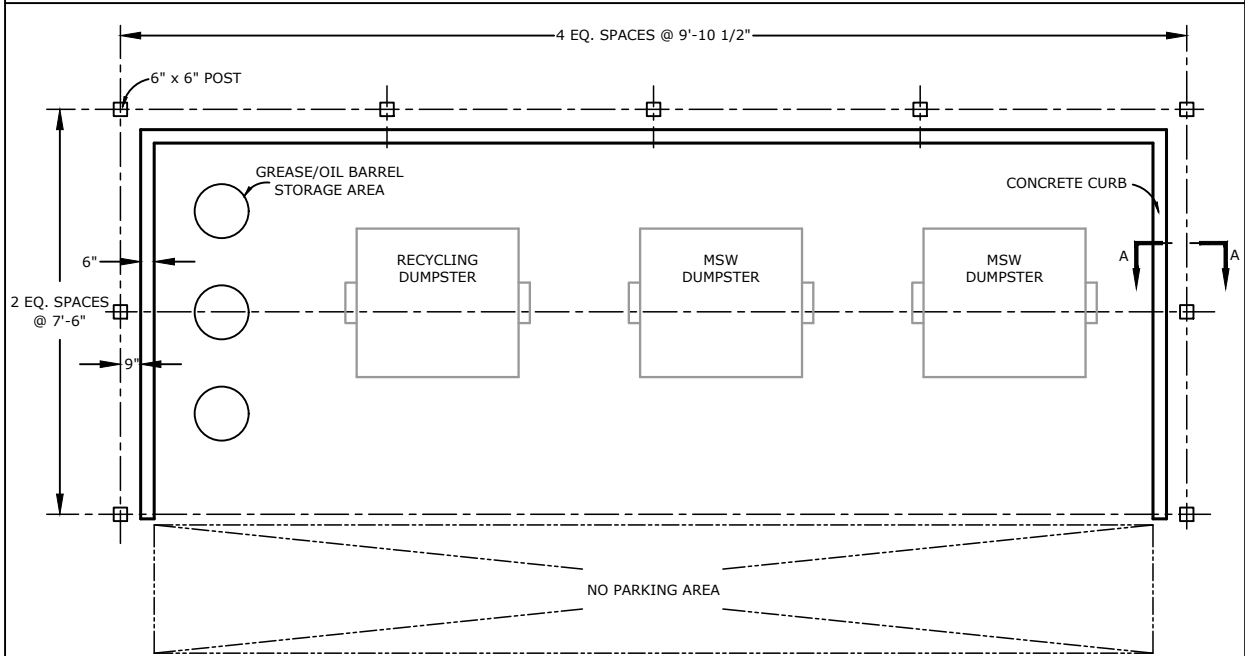 4 EQ. SPACES @ 9'-10 1/2"
6" x 6" POST
GREASE/OIL BARREL
STORAGE AREA
CONCRETE CURB
RECYCLING
DUMPSTER
MSW
DUMPSTER
MSW
DUMPSTER
A
A
6"
2 EQ. SPACES
@ 7'-6"
9"
NO PARKING AREA